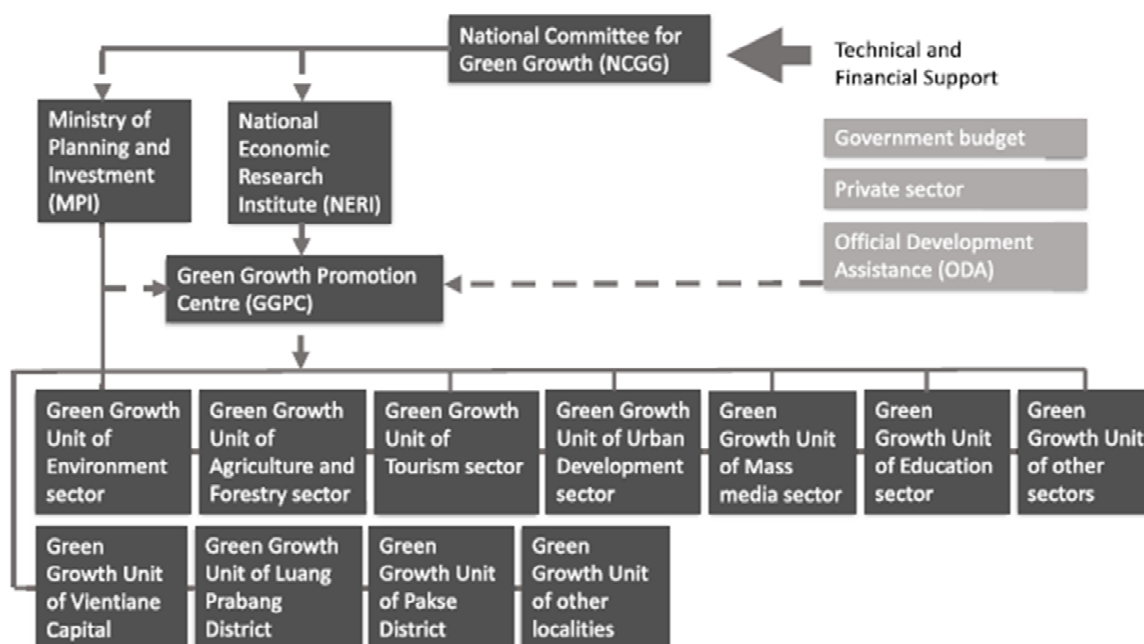 National Committee for
Green Growth (NCGG)
Technical and
Financial Support
Ministry of
Planning and
Investment
(MPI)
National
Economic
Research
Institute (NERI)
Government budget
Private sector
Official Development
Assistance (ODA)
Green Growth Promotion
Centre (GGPC)
Green Growth
Unit of
Environment
sector
Green Growth
Unit of
Agriculture and
Forestry sector
Green Growth
Unit of
Tourism sector
Green Growth
Unit of Urban
Development
sector
Green
Growth Unit
of Mass
media sector
Green
Growth Unit
of Education
sector
Green
Growth Unit
of other
sectors
Green
Growth Unit
of Vientiane
Capital
Green Growth
Unit of Luang
Prabang
District
Green
Growth Unit
of Pakse
District
Green
Growth Unit
of other
localities